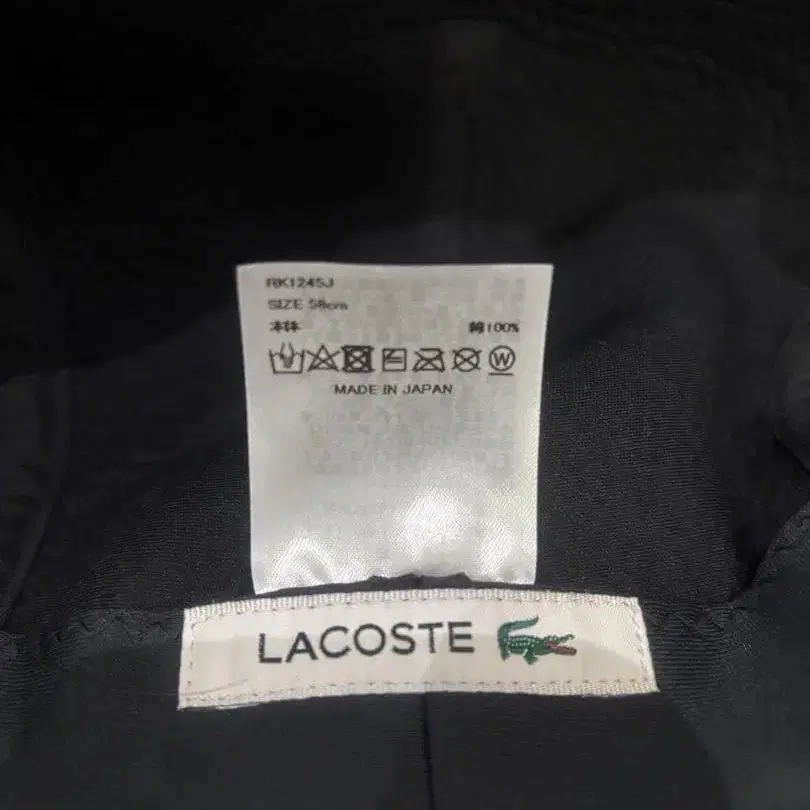 RK1245J
SIZE 58cm
本体 綿100%
W
MADE IN JAPAN
LACOSTE